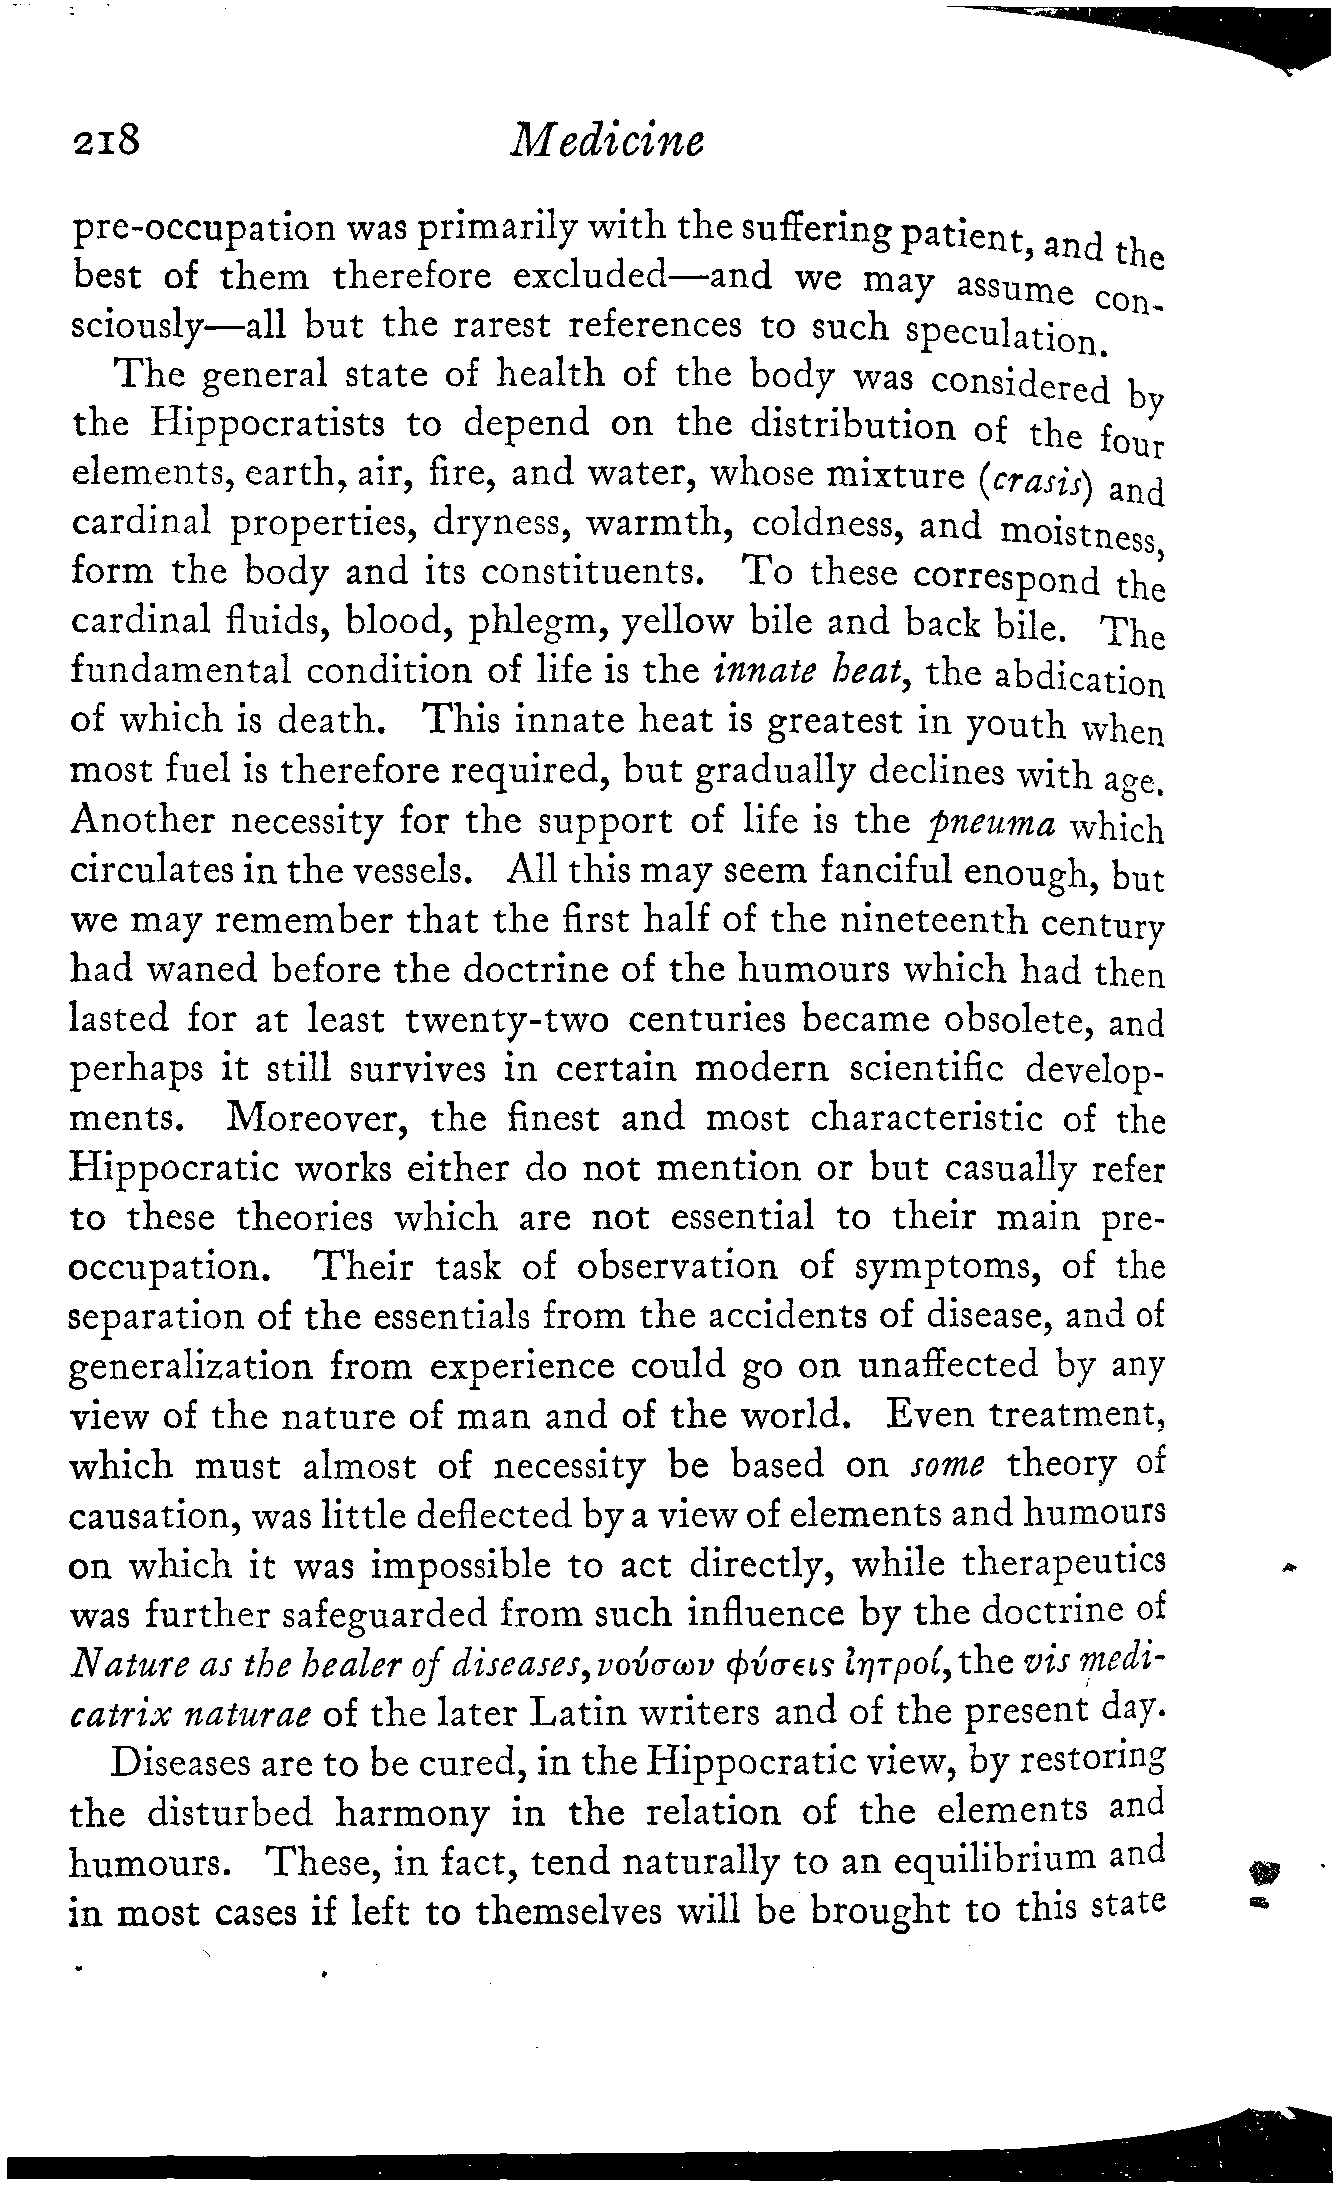 218 Medicine
pre-occupation was primarily with the suffering patient, and the
best of them therefore excluded—and we may assume con-
sciously—all but the rarest references to such speculation.
The general state of health of the body was considered by
the Hippocratists to depend on the distribution of the four
elements, earth, air, fire, and water, whose mixture (crasis) and
cardinal properties, dryness, warmth, coldness, and moistness,
form the body and its constituents. To these correspond the
cardinal fluids, blood, phlegm, yellow bile and back bile. The
fundamental condition of life is the innate heat, the abdication
of which is death. This innate heat is greatest in youth when
most fuel is therefore required, but gradually declines with age.
Another necessity for the support of life is the pneuma which
circulates in the vessels. All this may seem fanciful enough, but
we may remember that the first half of the nineteenth century
had waned before the doctrine of the humours which had then
lasted for at least twenty-two centuries became obsolete, and
perhaps it still survives in certain modern scientific develop-
ments. Moreover, the finest and most characteristic of the
Hippocratic works either do not mention or but casually refer
to these theories which are not essential to their main pre-
occupation. Their task of observation of symptoms, of the
separation of the essentials from the accidents of disease, and of
generalization from experience could go on unaffected by any
view of the nature of man and of the world. Even treatment,
which must almost of necessity be based on some theory of
causation, was little deflected by a view of elements and humours
on which it was impossible to act directly, while therapeutics
was further safeguarded from such influence by the doctrine of
Nature as the healer of diseases, νούσων φύσεις ἰητροί, the vis medi-
catrix naturae of the later Latin writers and of the present day.
Diseases are to be cured, in the Hippocratic view, by restoring
the disturbed harmony in the relation of the elements and
humours. These, in fact, tend naturally to an equilibrium and
in most cases if left to themselves will be brought to this state